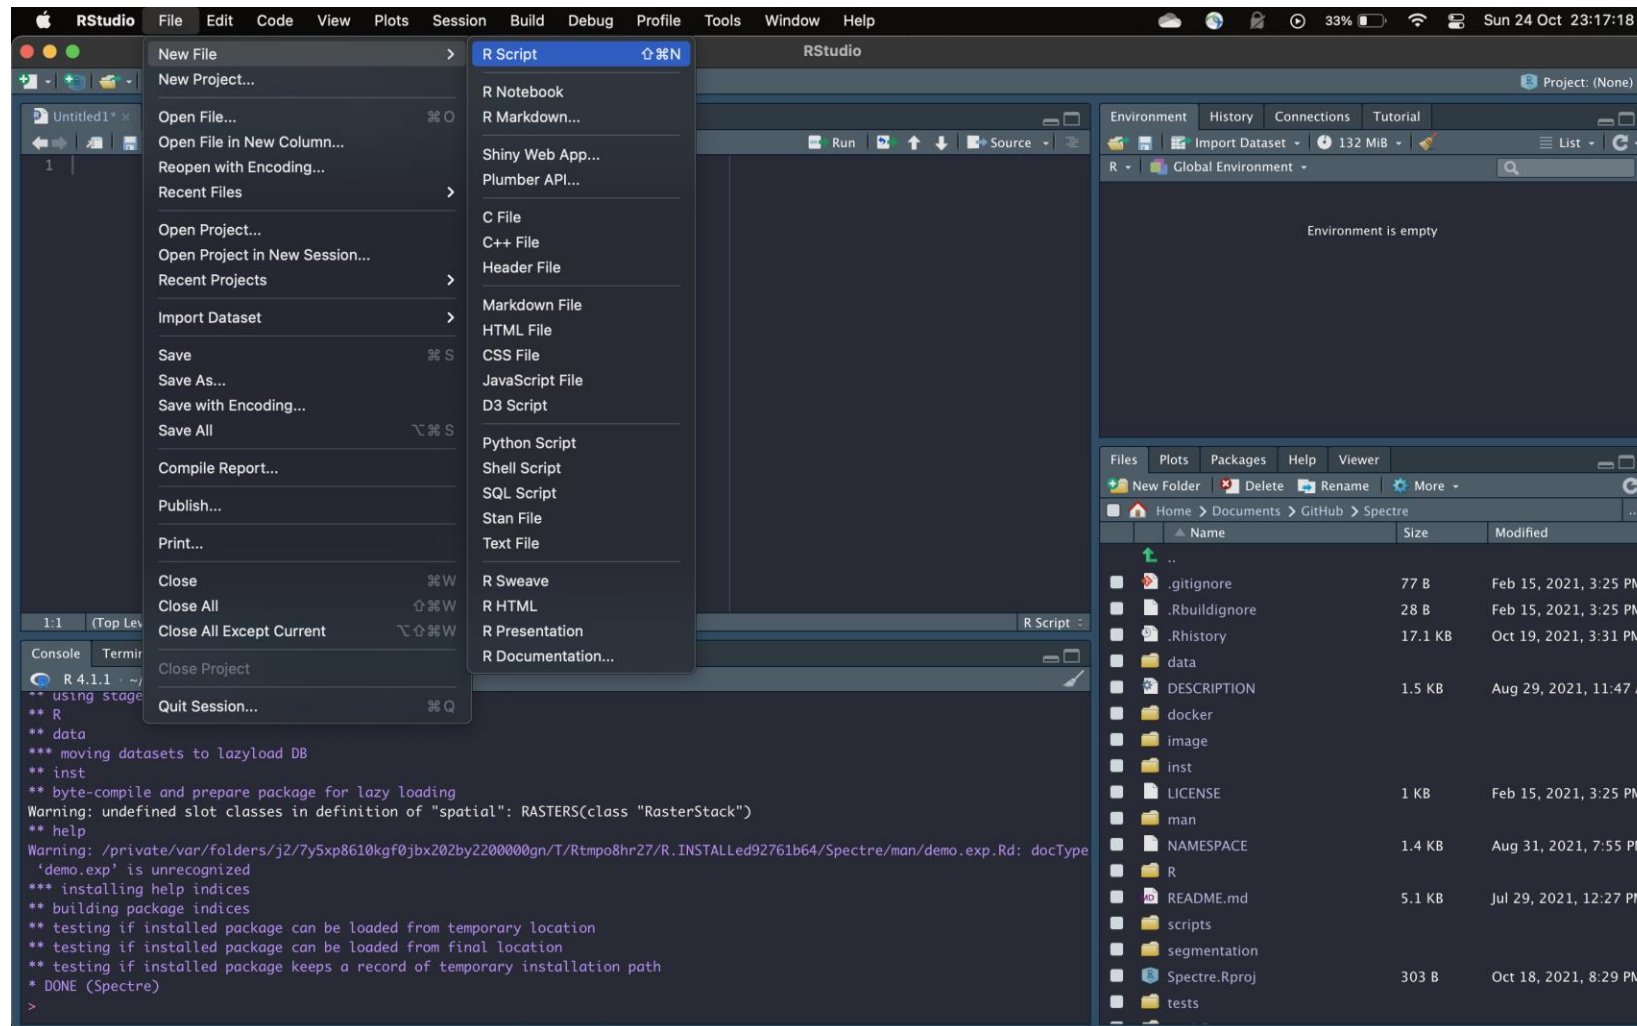 RStudio File Edit Code View Plots Session Build Debug Profile Tools Window Help 33% Sun 24 Oct 23:17:18
RStudio
Project: (None)
New File >
New Project...
Open File... ⌘ O
Open File in New Column...
Reopen with Encoding...
Recent Files >
Open Project...
Open Project in New Session...
Recent Projects >
Import Dataset >
Save ⌘ S
Save As...
Save with Encoding...
Save All ⌥ ⌘ S
Compile Report...
Publish...
Print...
Close ⌘ W
Close All ⇧ ⌘ W
Close All Except Current ⌥ ⇧ ⌘ W
Close Project
Quit Session... ⌘ Q
R Script ⇧ ⌘ N
R Notebook
R Markdown...
Shiny Web App...
Plumber API...
C File
C++ File
Header File
Markdown File
HTML File
CSS File
JavaScript File
D3 Script
Python Script
Shell Script
SQL Script
Stan File
Text File
R Sweave
R HTML
R Presentation
R Documentation...
Untitled1*
Run Source
1
1:1 (Top Lev R Script
Console Termin
R 4.1.1 · ~/
** using stage
** R
** data
*** moving datasets to lazyload DB
** inst
** byte-compile and prepare package for lazy loading
Warning: undefined slot classes in definition of "spatial": RASTERS(class "RasterStack")
** help
Warning: /private/var/folders/j2/7y5xp8610kgf0jbx202by2200000gn/T/Rtmpo8hr27/R.INSTALLed92761b64/Spectre/man/demo.exp.Rd: docType
'demo.exp' is unrecognized
*** installing help indices
** building package indices
** testing if installed package can be loaded from temporary location
** testing if installed package can be loaded from final location
** testing if installed package keeps a record of temporary installation path
* DONE (Spectre)
>
Environment History Connections Tutorial
Import Dataset 132 MiB List
R Global Environment
Environment is empty
Files Plots Packages Help Viewer
New Folder Delete Rename More
Home > Documents > GitHub > Spectre ..
Name Size Modified
..
.gitignore 77 B Feb 15, 2021, 3:25 PM
.Rbuildignore 28 B Feb 15, 2021, 3:25 PM
.Rhistory 17.1 KB Oct 19, 2021, 3:31 PM
data
DESCRIPTION 1.5 KB Aug 29, 2021, 11:47
docker
image
inst
LICENSE 1 KB Feb 15, 2021, 3:25 PM
man
NAMESPACE 1.4 KB Aug 31, 2021, 7:55 PM
R
README.md 5.1 KB Jul 29, 2021, 12:27 PM
scripts
segmentation
Spectre.Rproj 303 B Oct 18, 2021, 8:29 PM
tests